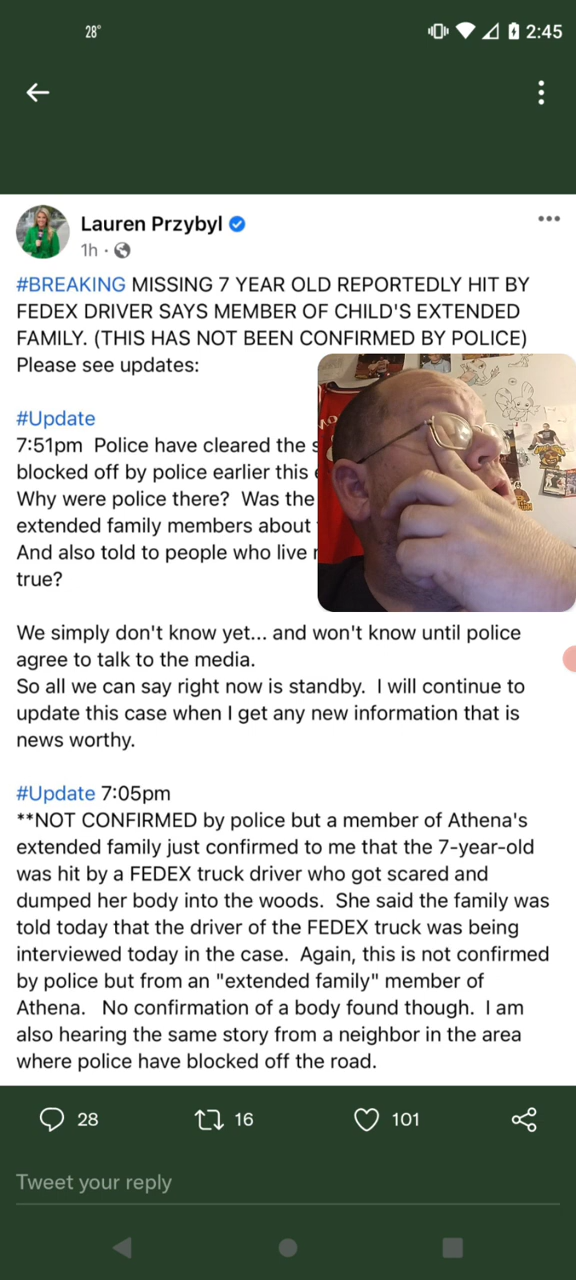 28°
2:45
Lauren Przybyl
1h ·
#BREAKING MISSING 7 YEAR OLD REPORTEDLY HIT BY
FEDEX DRIVER SAYS MEMBER OF CHILD'S EXTENDED
FAMILY. (THIS HAS NOT BEEN CONFIRMED BY POLICE)
Please see updates:
#Update
7:51pm Police have cleared the
blocked off by police earlier this
Why were police there? Was the
extended family members about
And also told to people who live
true?
We simply don't know yet... and won't know until police
agree to talk to the media.
So all we can say right now is standby. I will continue to
update this case when I get any new information that is
news worthy.
#Update 7:05pm
**NOT CONFIRMED by police but a member of Athena's
extended family just confirmed to me that the 7-year-old
was hit by a FEDEX truck driver who got scared and
dumped her body into the woods. She said the family was
told today that the driver of the FEDEX truck was being
interviewed today in the case. Again, this is not confirmed
by police but from an "extended family" member of
Athena. No confirmation of a body found though. I am
also hearing the same story from a neighbor in the area
where police have blocked off the road.
28
16
101
Tweet your reply